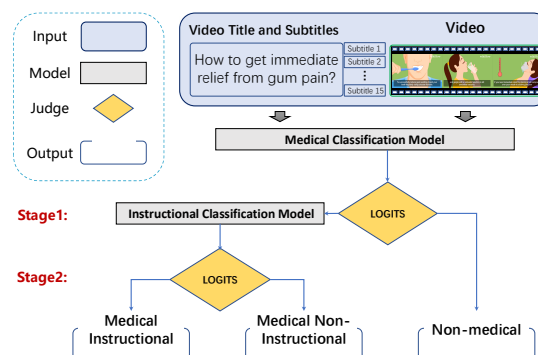 Input
Model
Judge
Output
Video Title and Subtitles
Video
How to get immediate
relief from gum pain?
Subtitle 1
Subtitle 2
⋮
Subtitle 15
Medical Classification Model
Stage1:
Instructional Classification Model
LOGITS
Stage2:
LOGITS
Medical
Instructional
Medical Non-
Instructional
Non-medical